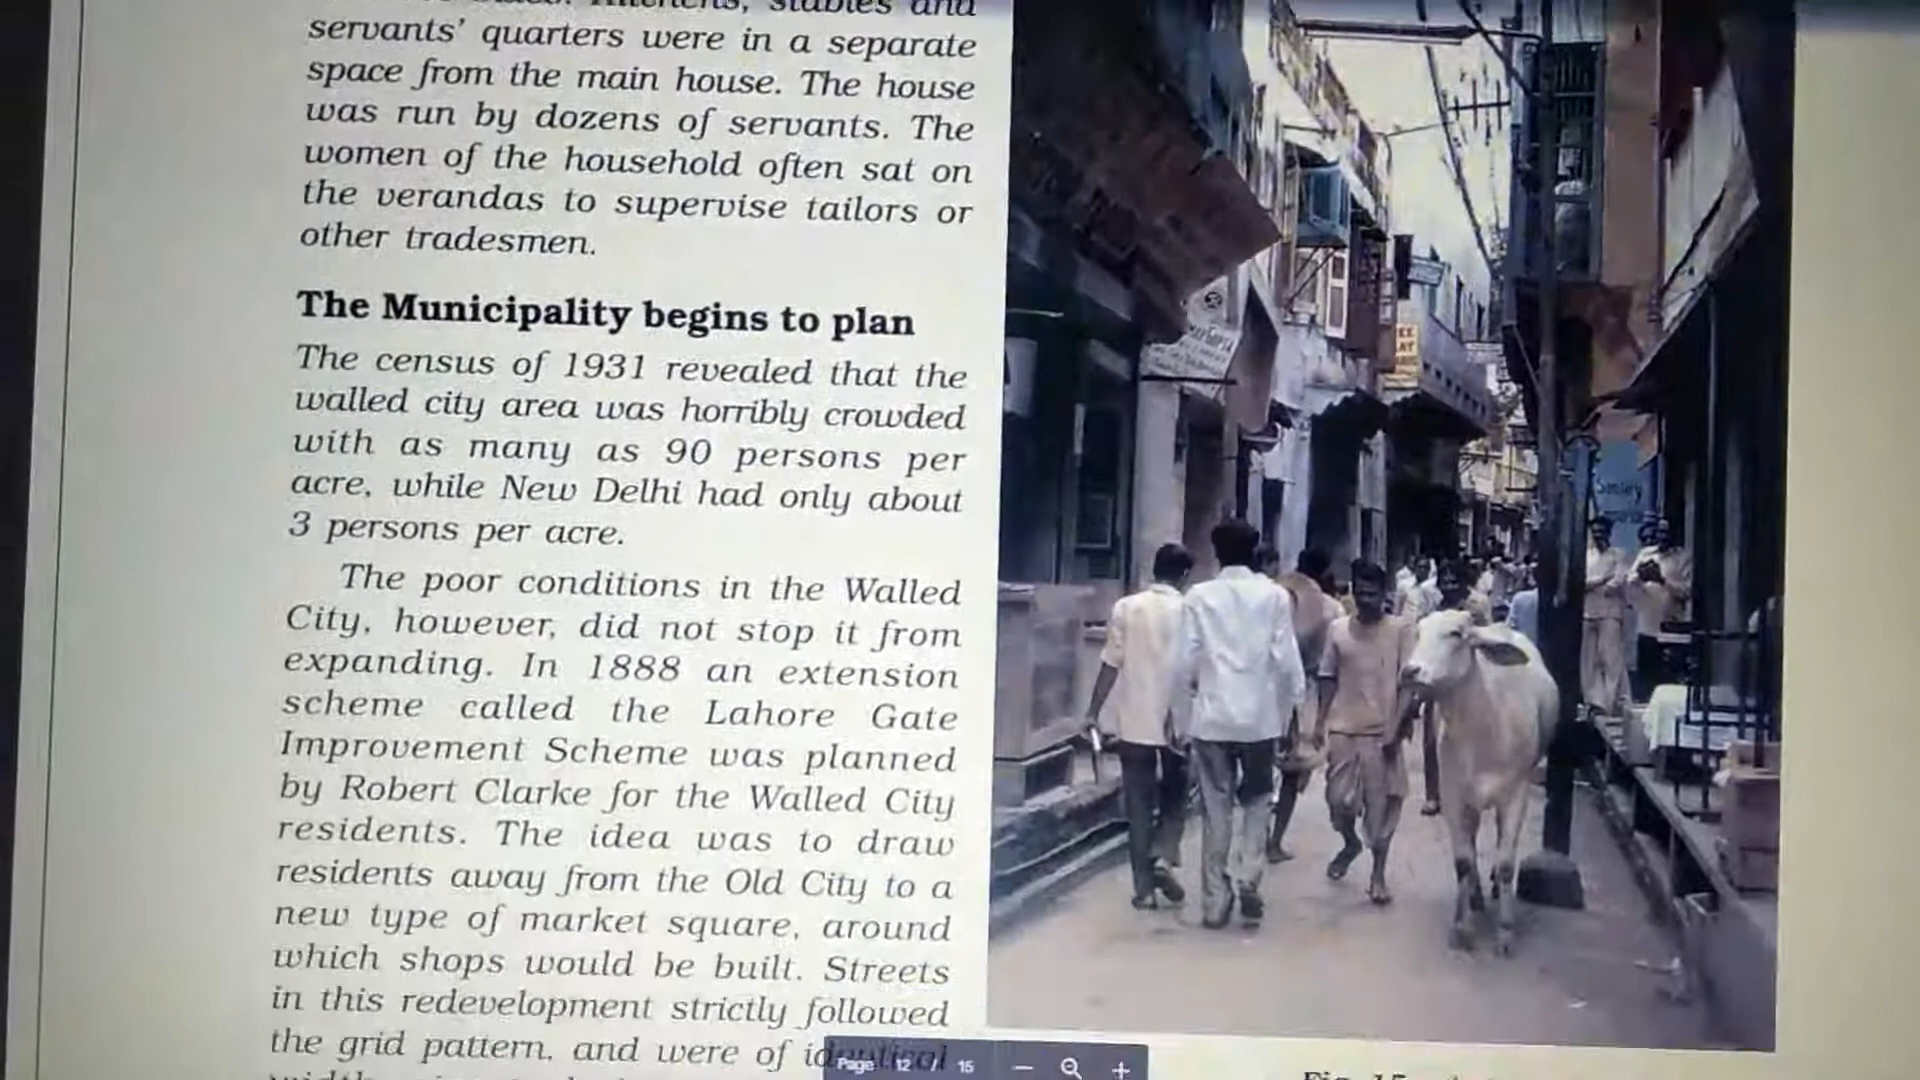 servants' quarters were in a separate
space from the main house. The house
was run by dozens of servants. The
women of the household often sat on
the verandas to supervise tailors or
other tradesmen.
The Municipality begins to plan
The census of 1931 revealed that the
walled city area was horribly crowded
with as many as 90 persons per
acre, while New Delhi had only about
3 persons per acre.
The poor conditions in the Walled
City, however, did not stop it from
expanding. In 1888 an extension
scheme called the Lahore Gate
Improvement Scheme was planned
by Robert Clarke for the Walled City
residents. The idea was to draw
residents away from the Old City to a
new type of market square, around
which shops would be built. Streets
in this redevelopment strictly followed
the grid pattern, and were of identical
Page 12 / 15